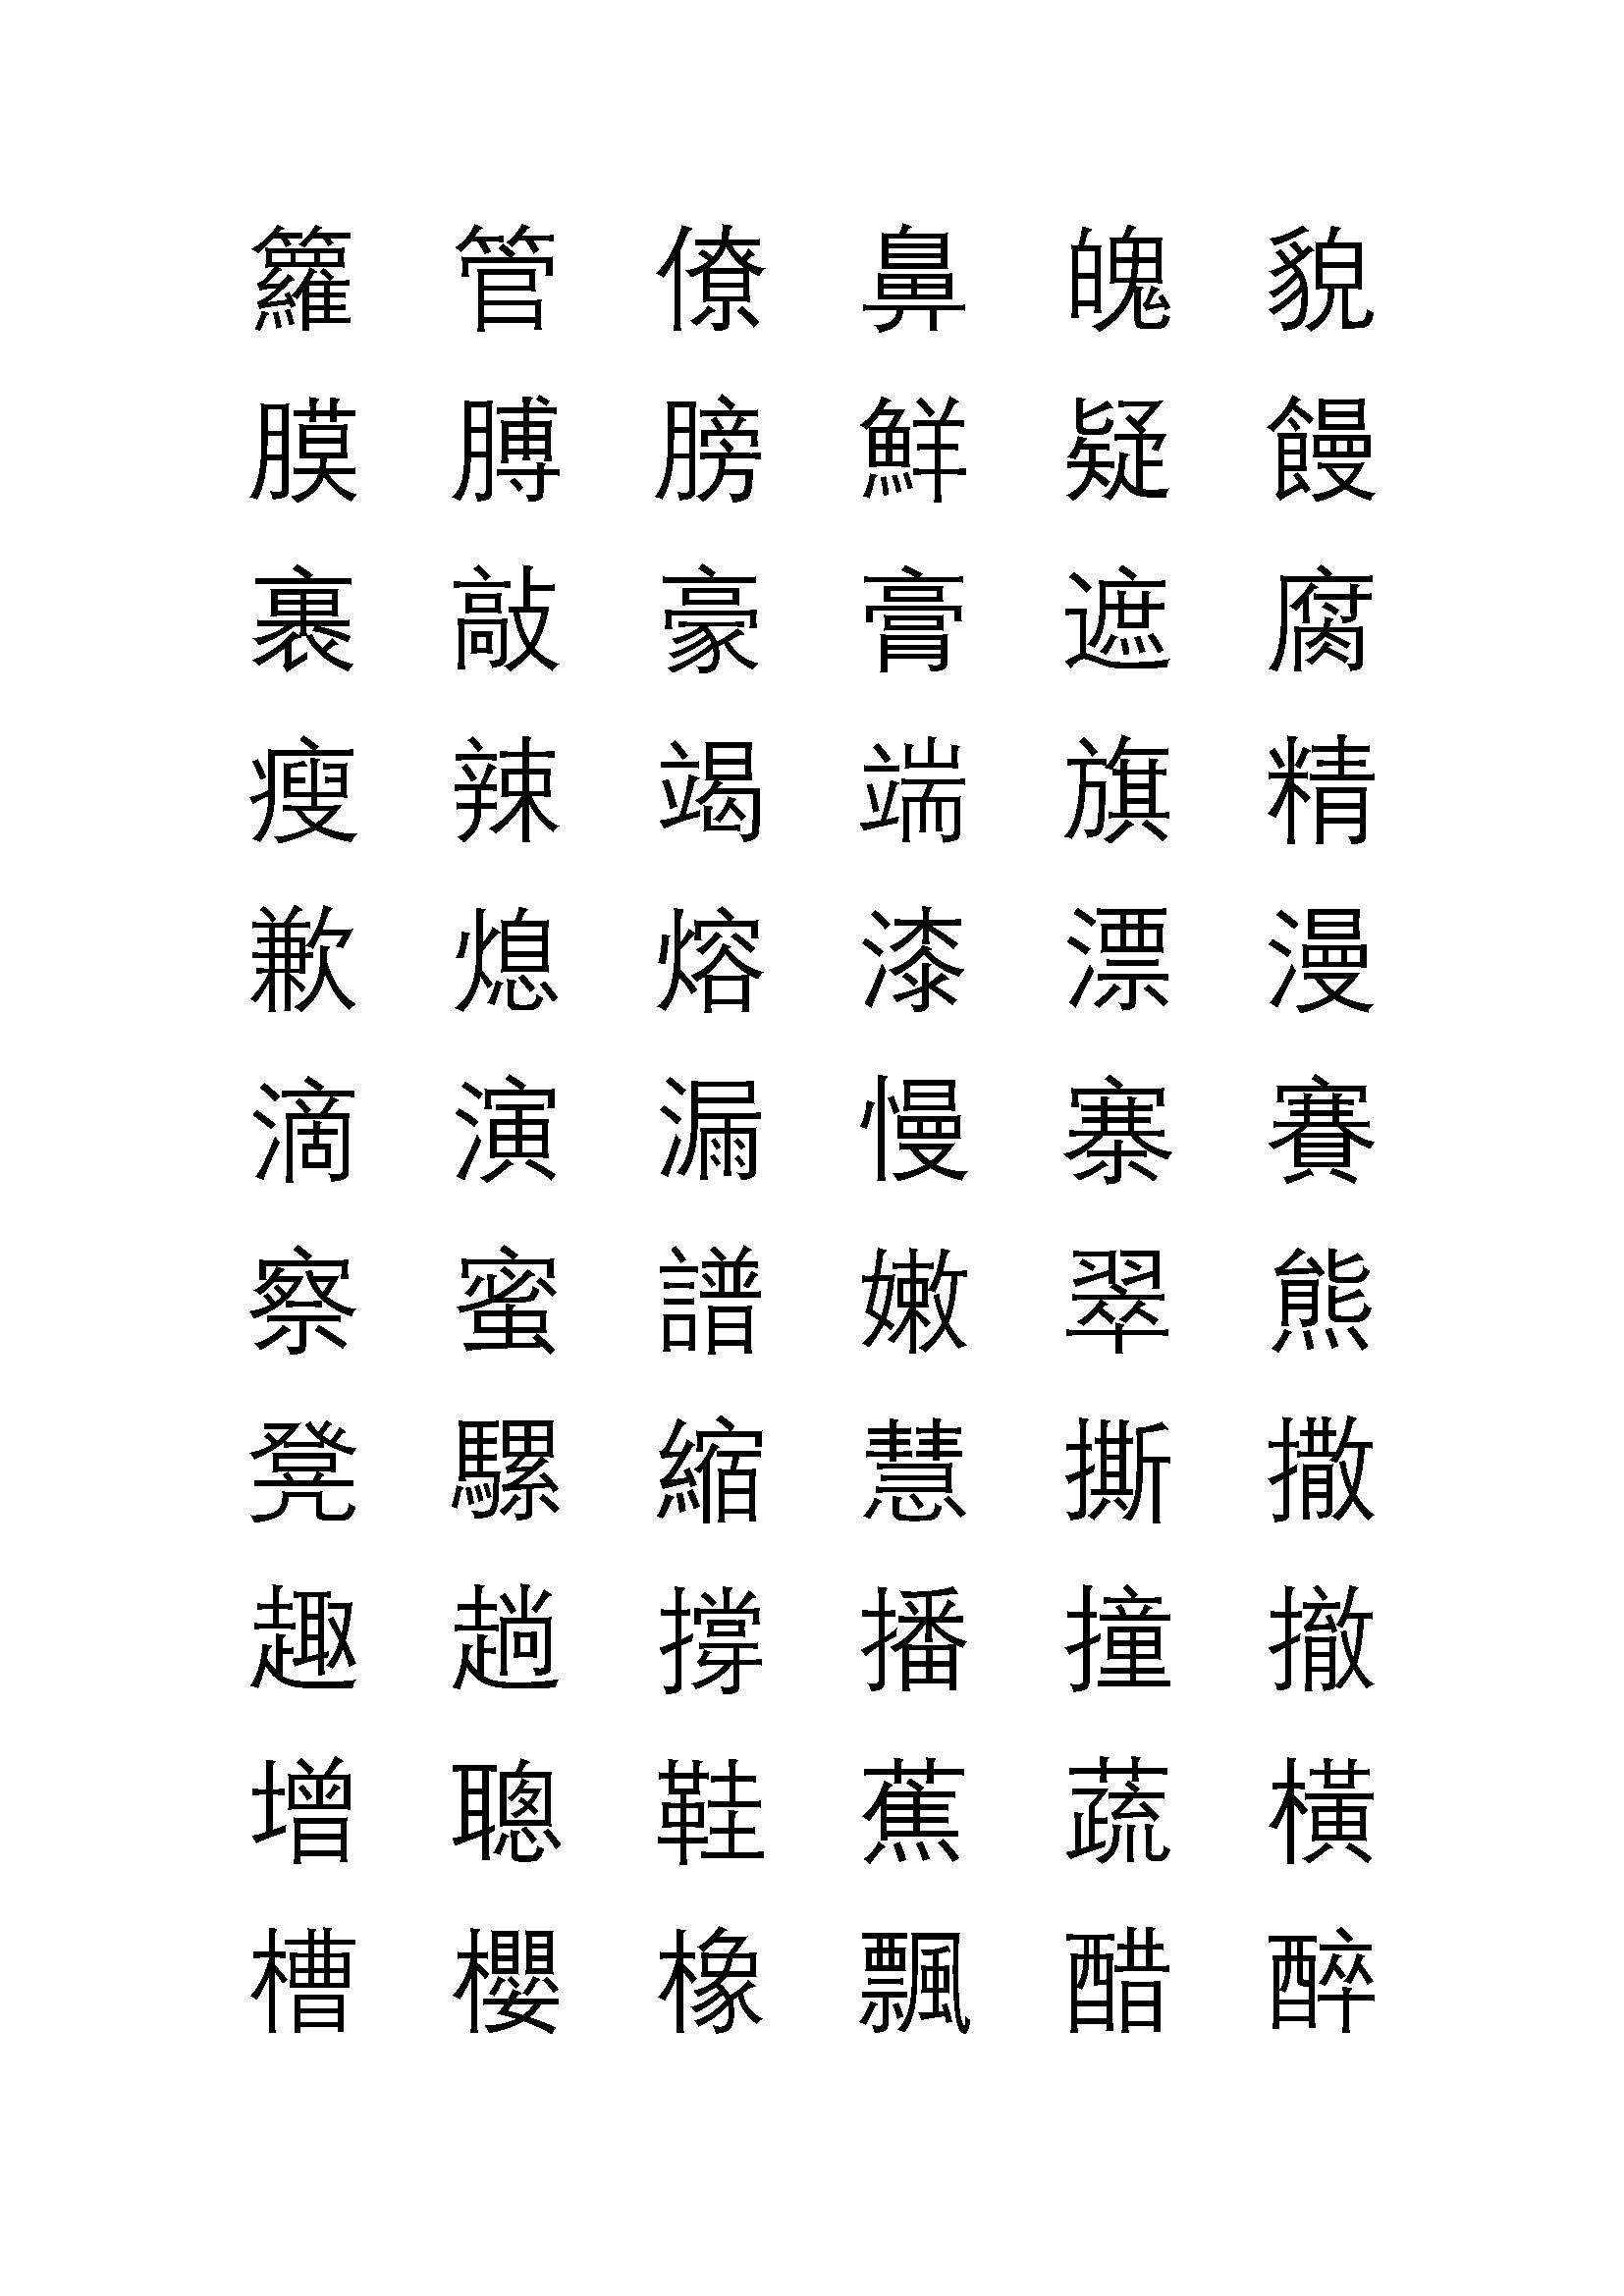 籮 管 僚 鼻 魄 貌
膜 膊 膀 鮮 疑 饅
裹 敲 豪 膏 遮 腐
瘦 辣 竭 端 旗 精
歉 熄 熔 漆 漂 漫
滴 演 漏 慢 寨 賽
察 蜜 譜 嫩 翠 熊
凳 騾 縮 慧 撕 撒
趣 趟 撐 播 撞 撤
增 聰 鞋 蕉 蔬 橫
槽 櫻 橡 飄 醋 醉